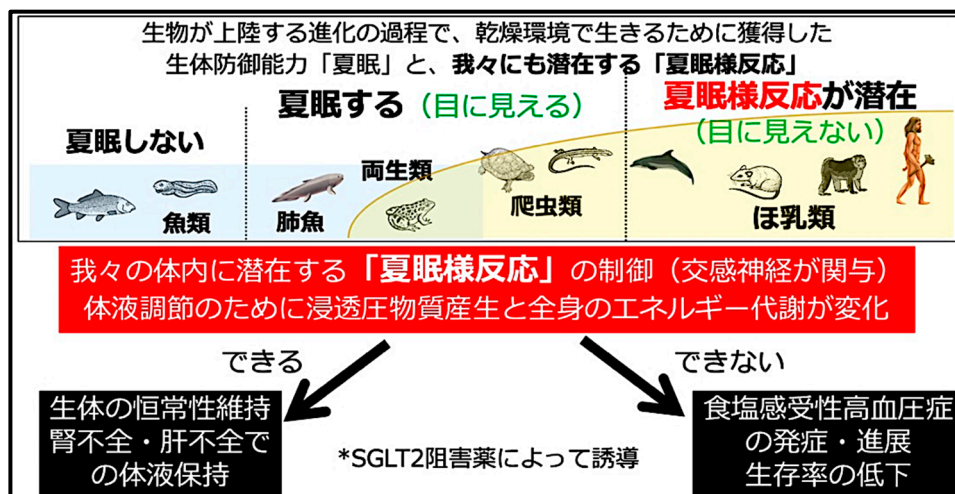 生物が上陸する進化の過程で、乾燥環境で生きるために獲得した
生体防御能力「夏眠」と、我々にも潜在する「夏眠様反応」
夏眠しない
夏眠する（目に見える）
夏眠様反応が潜在
（目に見えない）
魚類
肺魚
両生類
爬虫類
ほ乳類
我々の体内に潜在する「夏眠様反応」の制御（交感神経が関与）
体液調節のために浸透圧物質産生と全身のエネルギー代謝が変化
できる
できない
生体の恒常性維持
腎不全・肝不全で
の体液保持
*SGLT2阻害薬によって誘導
食塩感受性高血圧症
の発症・進展
生存率の低下